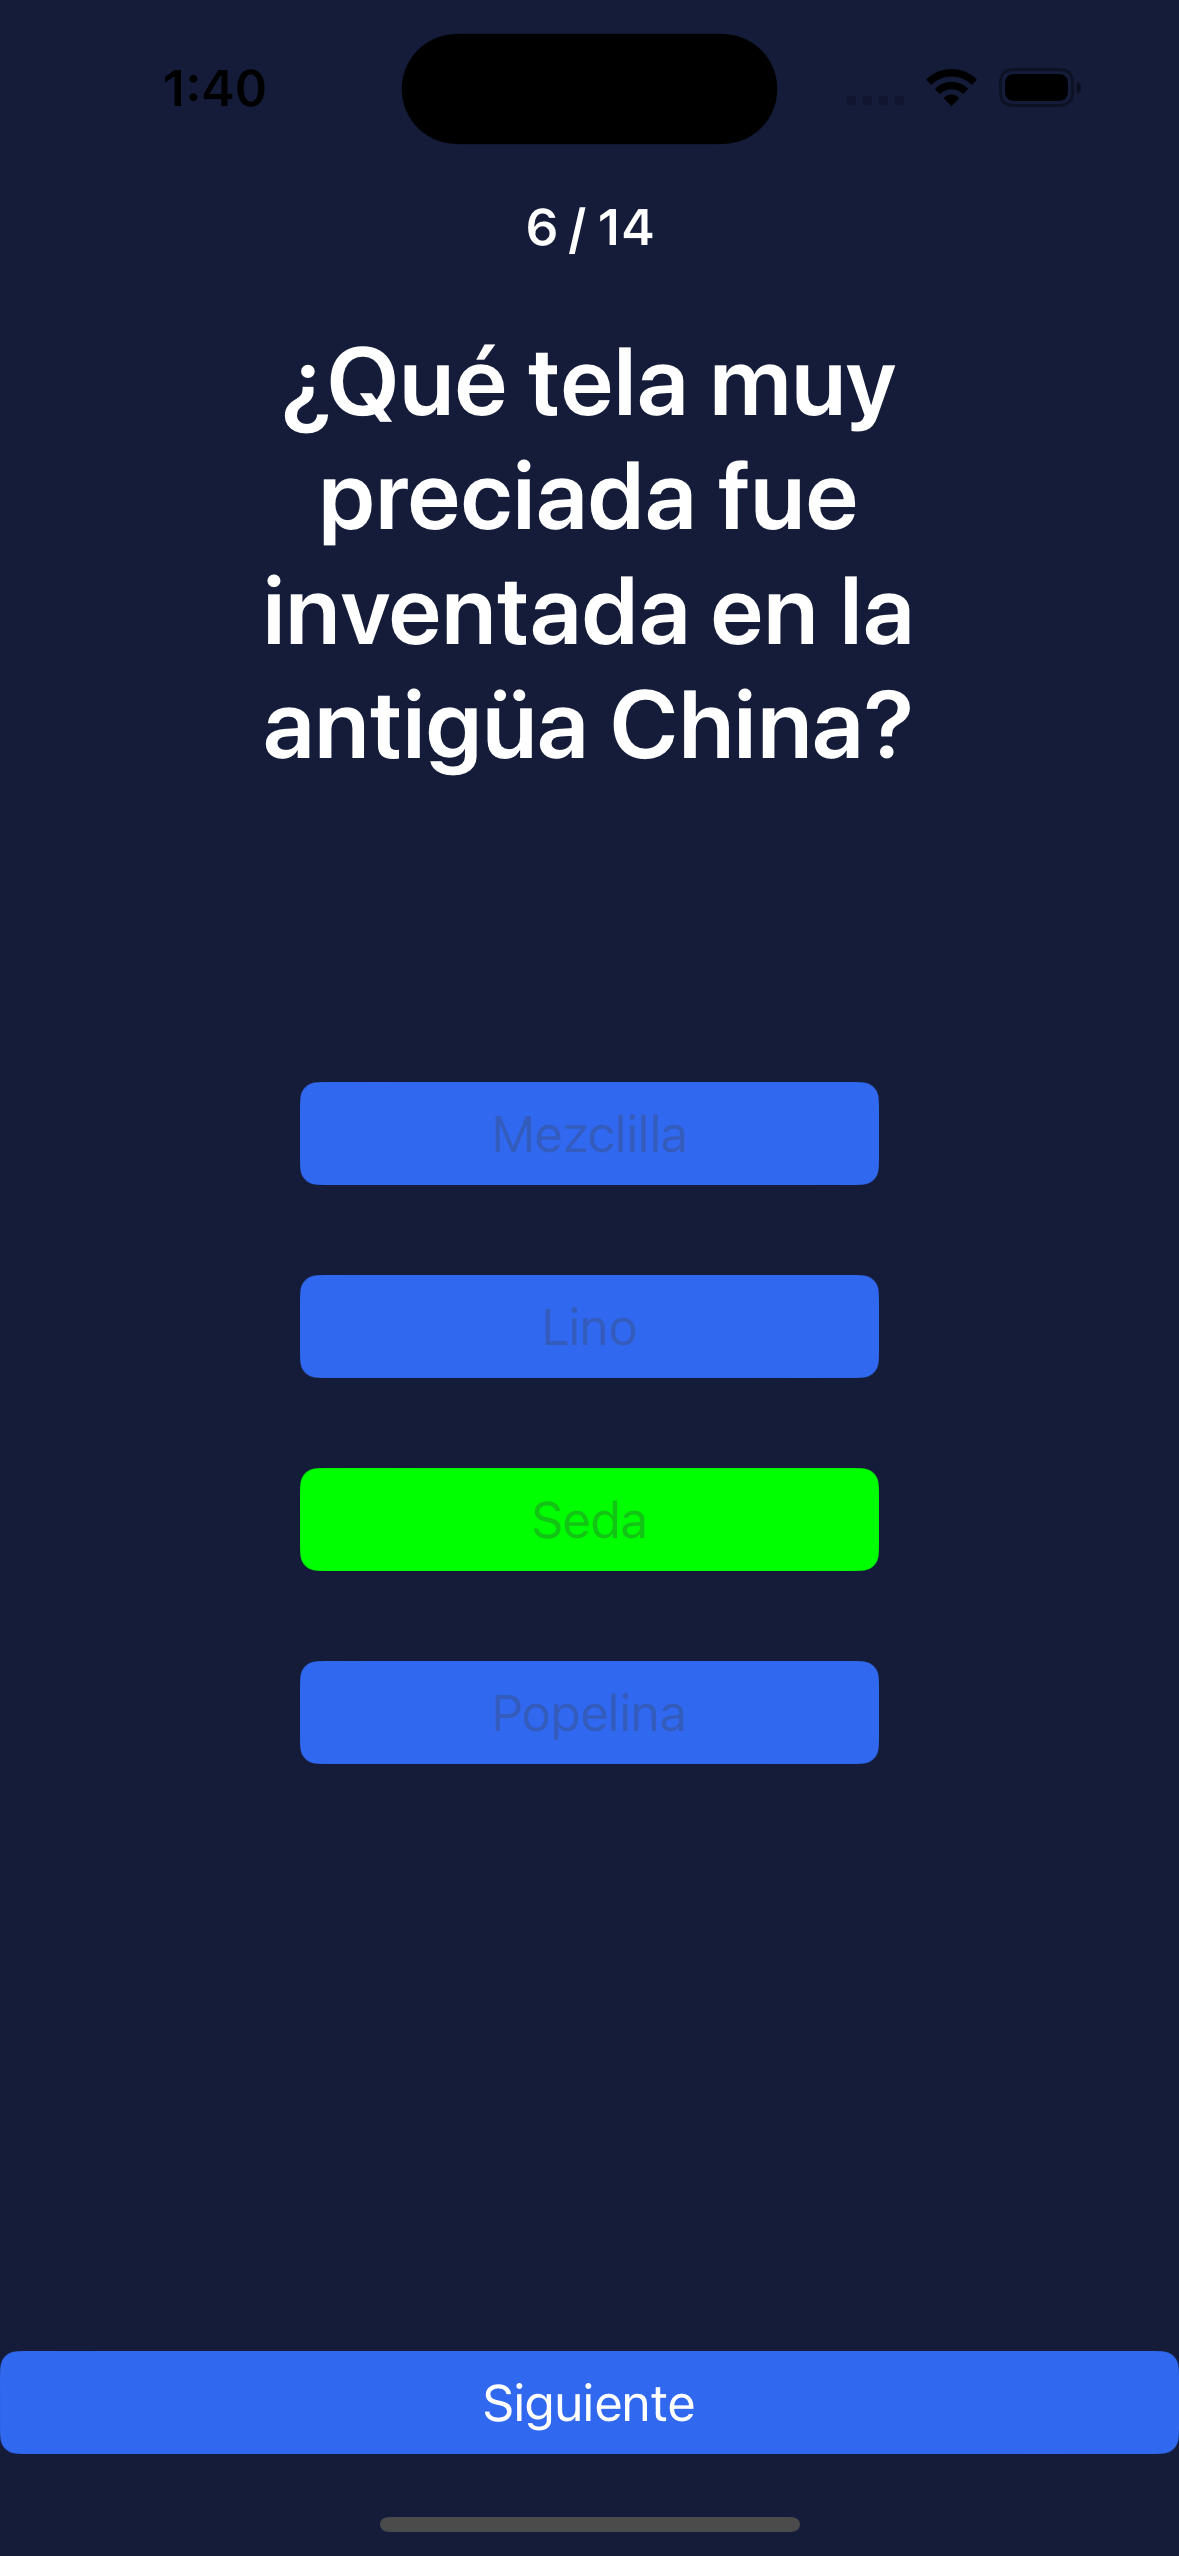 1:40
6 / 14
¿Qué tela muy
preciada fue
inventada en la
antigüa China?
Mezclilla
Lino
Seda
Popelina
Siguiente